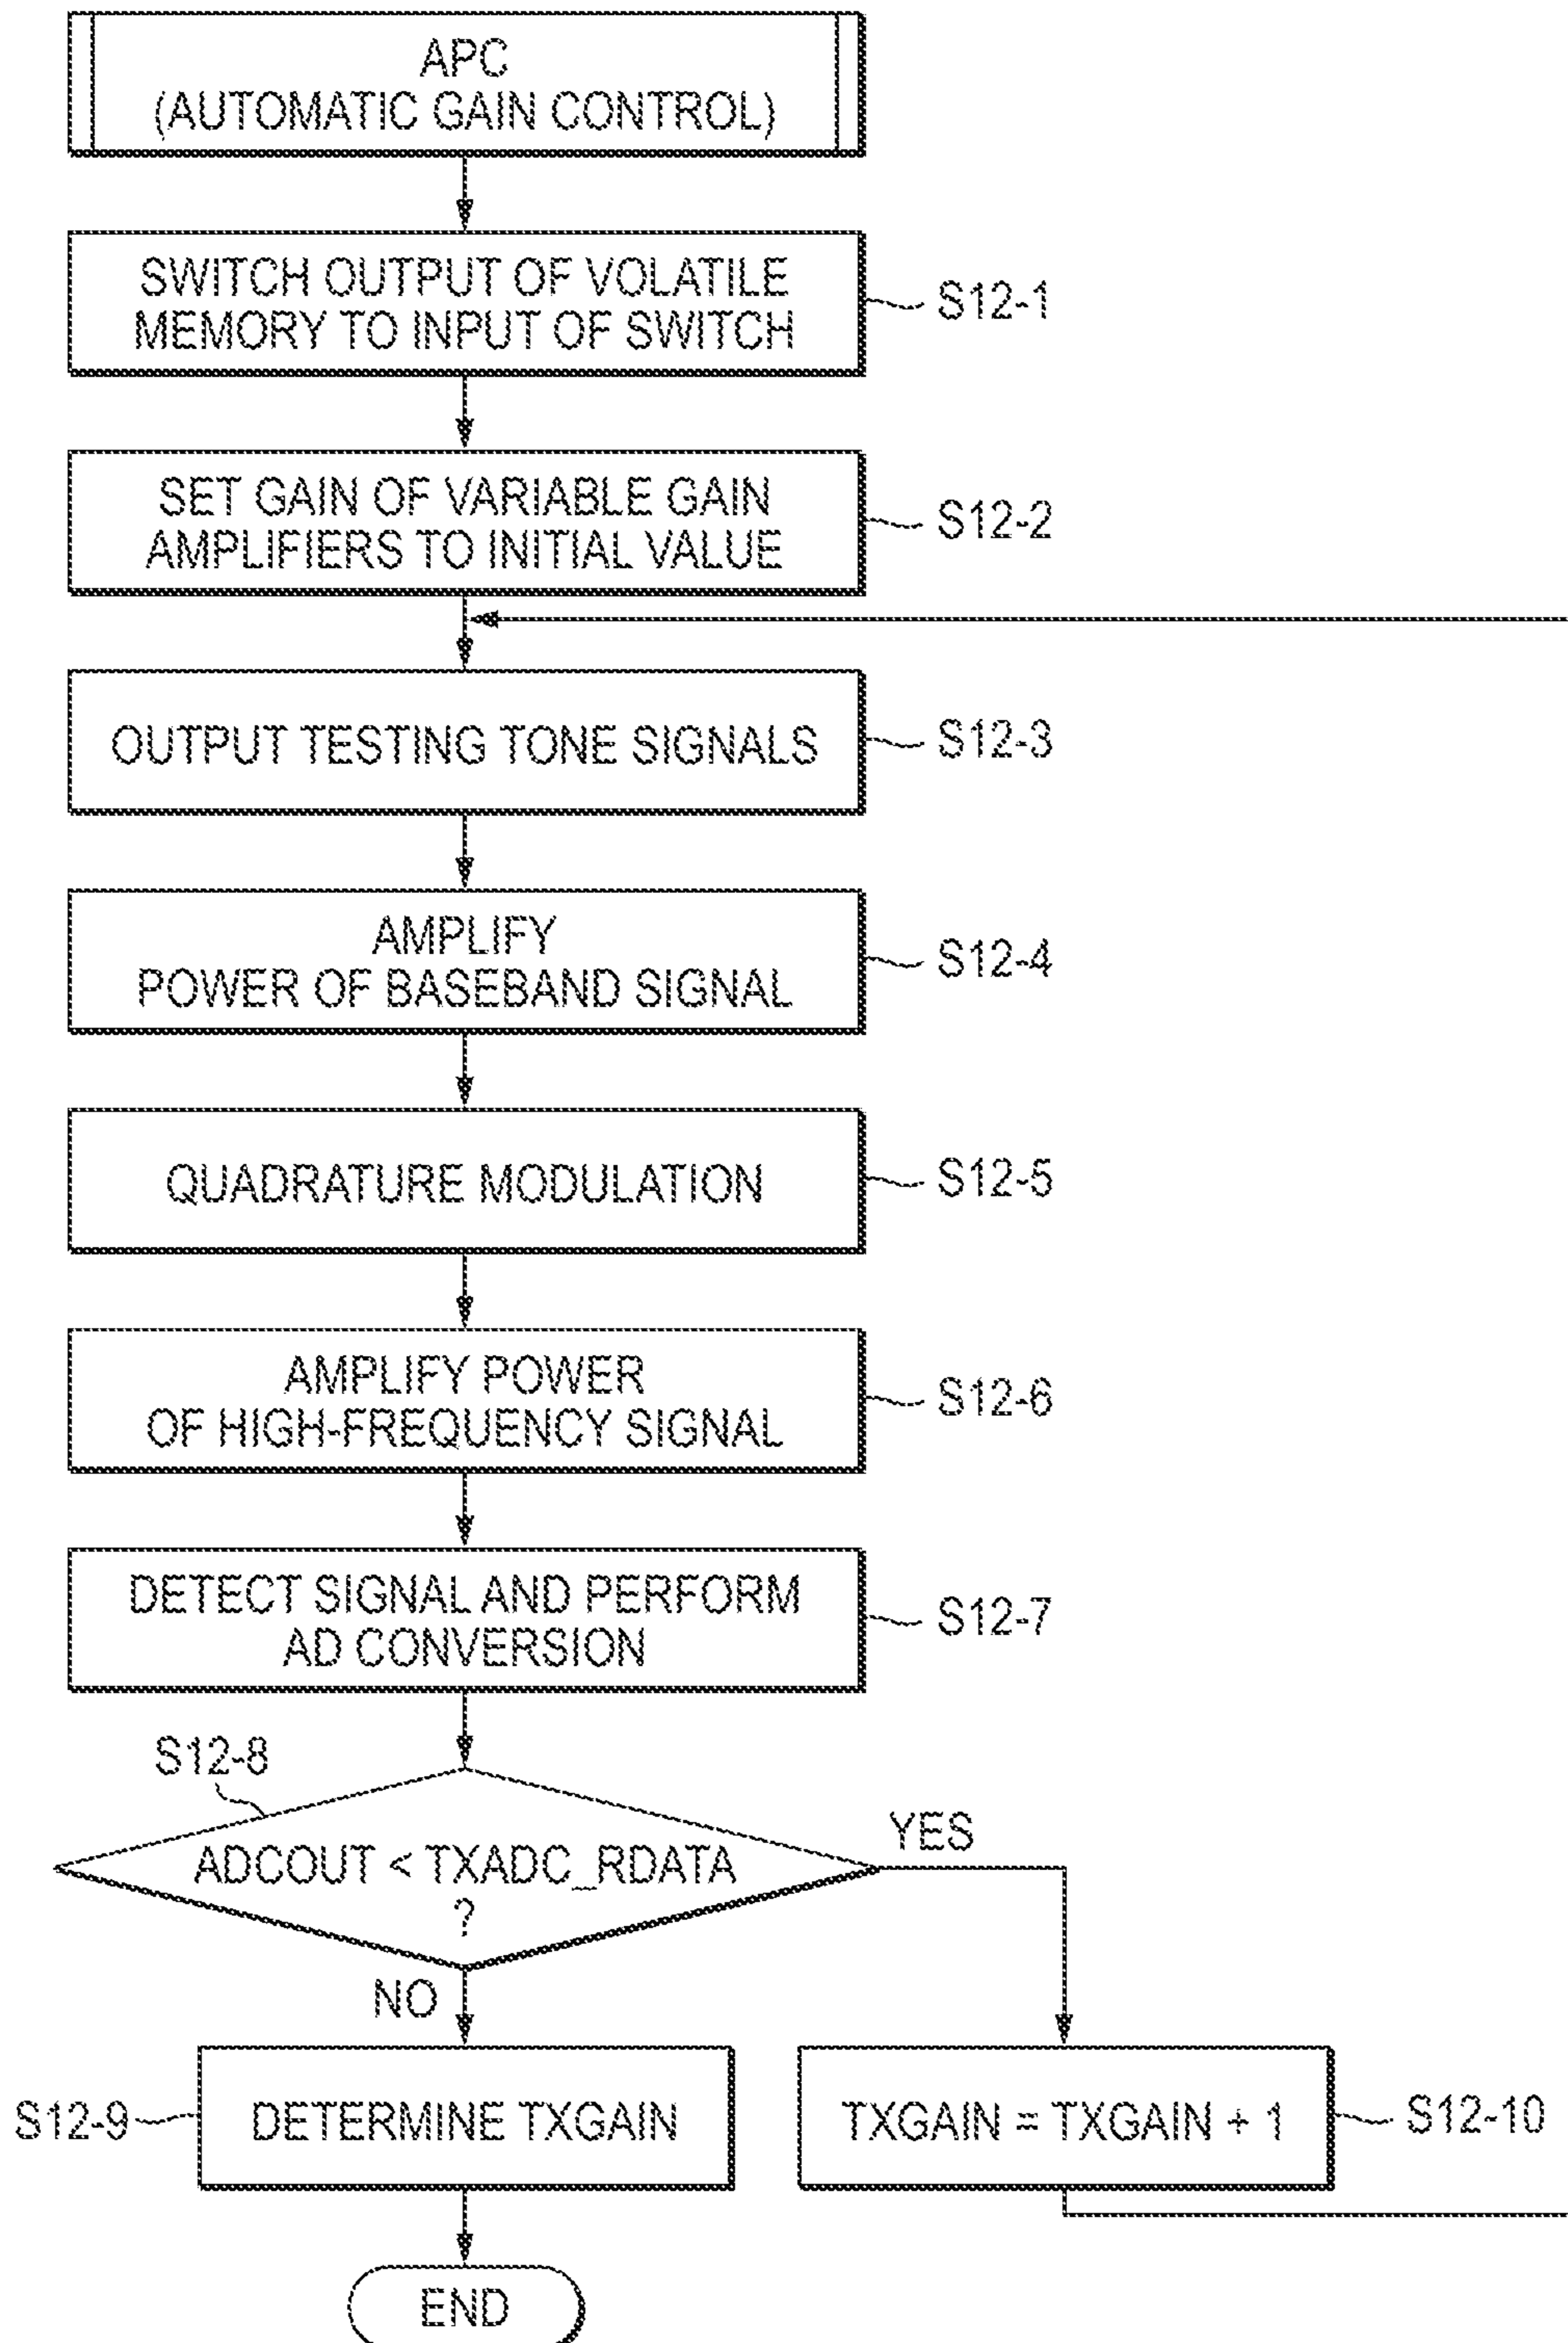 APC
(AUTOMATIC GAIN CONTROL)
SWITCH OUTPUT OF VOLATILE
MEMORY TO INPUT OF SWITCH
S12-1
SET GAIN OF VARIABLE GAIN
AMPLIFIERS TO INITIAL VALUE
S12-2
OUTPUT TESTING TONE SIGNALS
S12-3
AMPLIFY
POWER OF BASEBAND SIGNAL
S12-4
QUADRATURE MODULATION
S12-5
AMPLIFY POWER
OF HIGH-FREQUENCY SIGNAL
S12-6
DETECT SIGNAL AND PERFORM
AD CONVERSION
S12-7
S12-8
ADCOUT < TXADC_RDATA
?
YES
NO
S12-9
DETERMINE TXGAIN
TXGAIN = TXGAIN + 1
S12-10
END